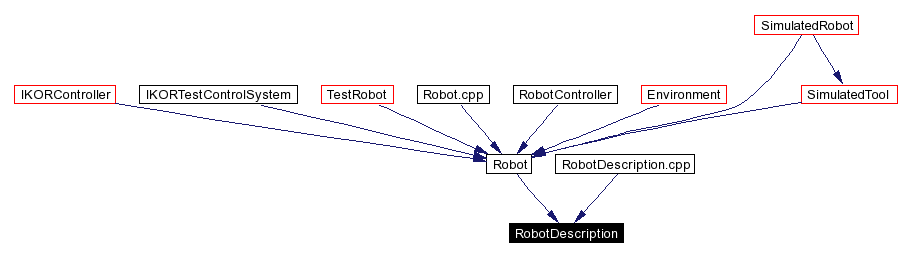 SimulatedRobot
IKORController
IKORTestControlSystem
TestRobot
Robot.cpp
RobotController
Environment
SimulatedTool
Robot
RobotDescription.cpp
RobotDescription